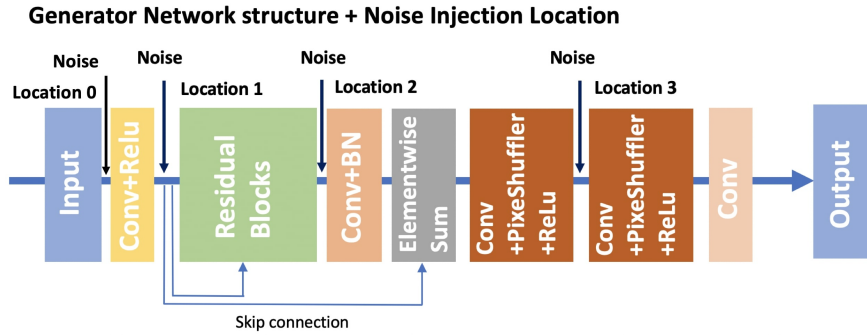 Generator Network structure + Noise Injection Location
Noise
Noise
Noise
Noise
Location 0
Location 1
Location 2
Location 3
Input
Conv+Relu
Residual
Blocks
Conv+BN
Elementwise
Sum
Conv
+PixeShuffler
+ReLu
Conv
+PixeShuffler
+ReLu
Conv
Output
Skip connection